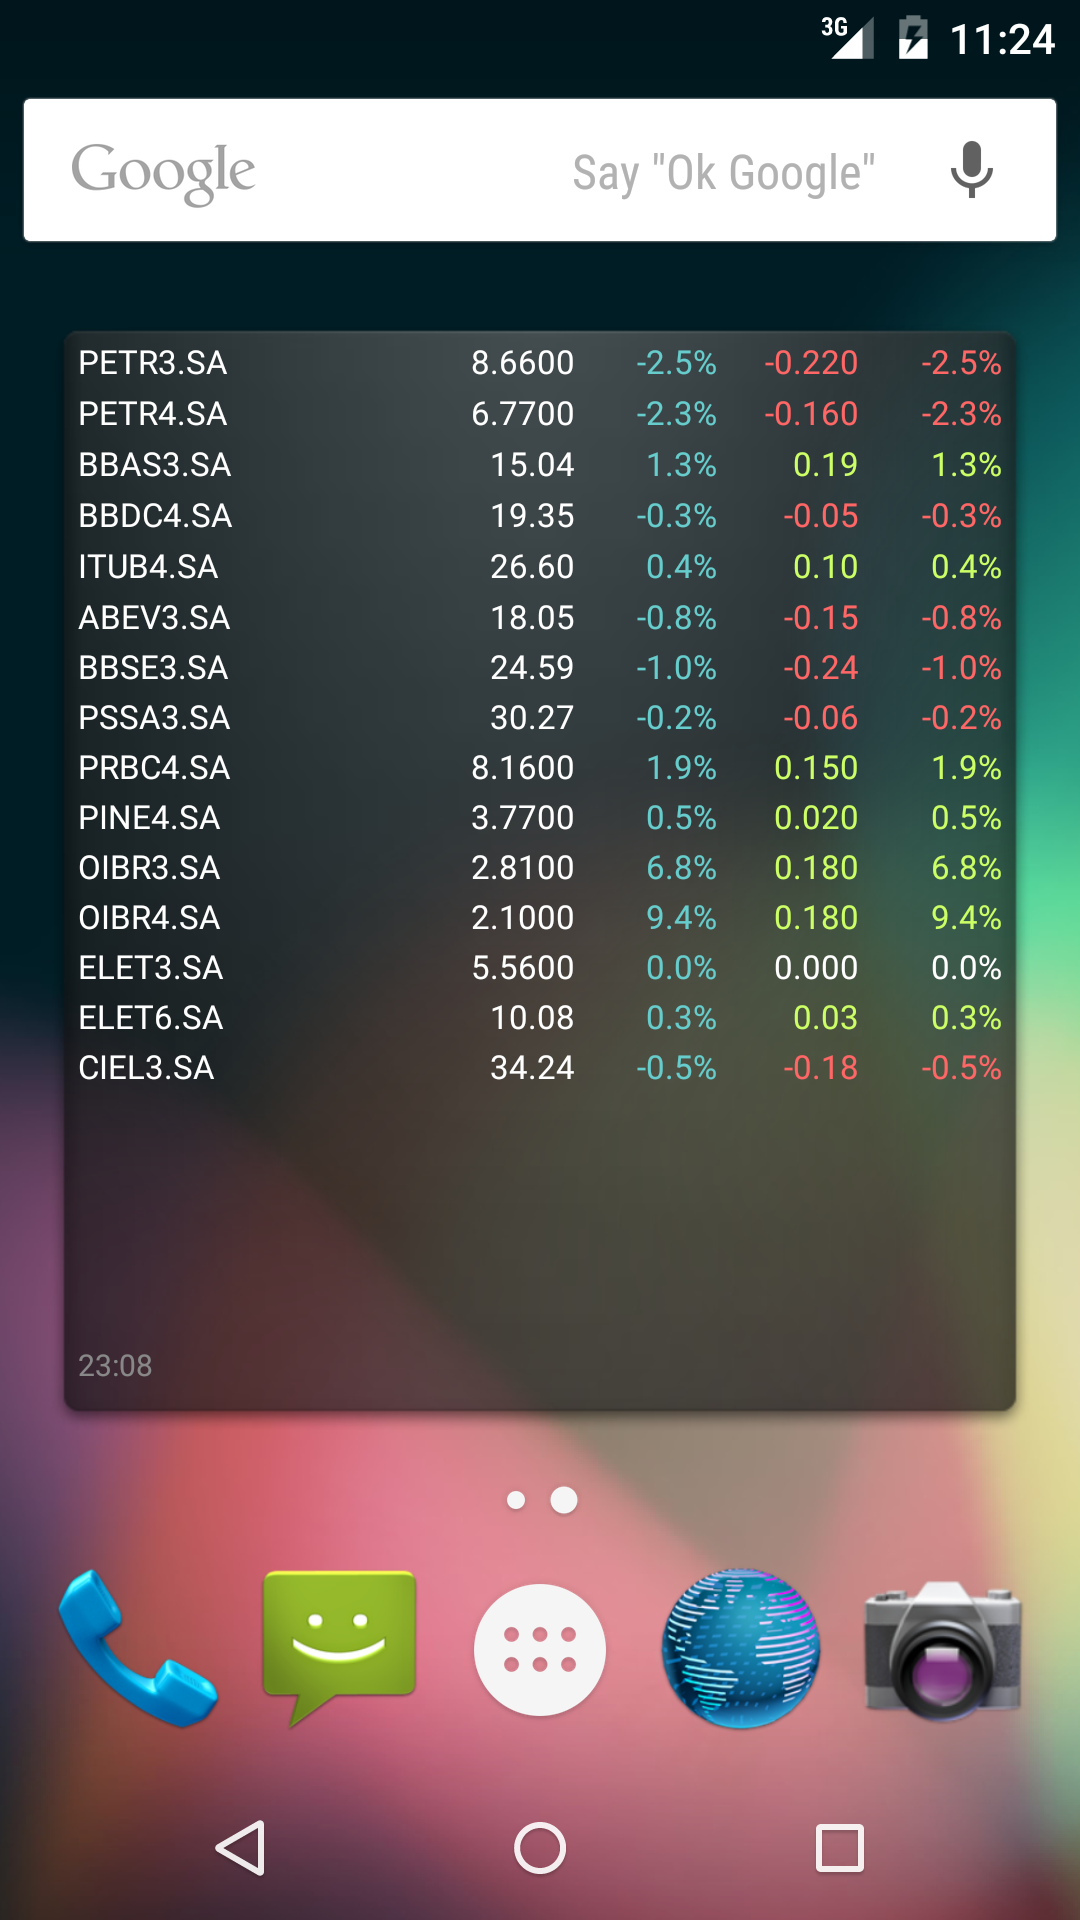 3G 11:24
Google Say "Ok Google"
PETR3.SA 8.6600 -2.5% -0.220 -2.5%
PETR4.SA 6.7700 -2.3% -0.160 -2.3%
BBAS3.SA 15.04 1.3% 0.19 1.3%
BBDC4.SA 19.35 -0.3% -0.05 -0.3%
ITUB4.SA 26.60 0.4% 0.10 0.4%
ABEV3.SA 18.05 -0.8% -0.15 -0.8%
BBSE3.SA 24.59 -1.0% -0.24 -1.0%
PSSA3.SA 30.27 -0.2% -0.06 -0.2%
PRBC4.SA 8.1600 1.9% 0.150 1.9%
PINE4.SA 3.7700 0.5% 0.020 0.5%
OIBR3.SA 2.8100 6.8% 0.180 6.8%
OIBR4.SA 2.1000 9.4% 0.180 9.4%
ELET3.SA 5.5600 0.0% 0.000 0.0%
ELET6.SA 10.08 0.3% 0.03 0.3%
CIEL3.SA 34.24 -0.5% -0.18 -0.5%
23:08